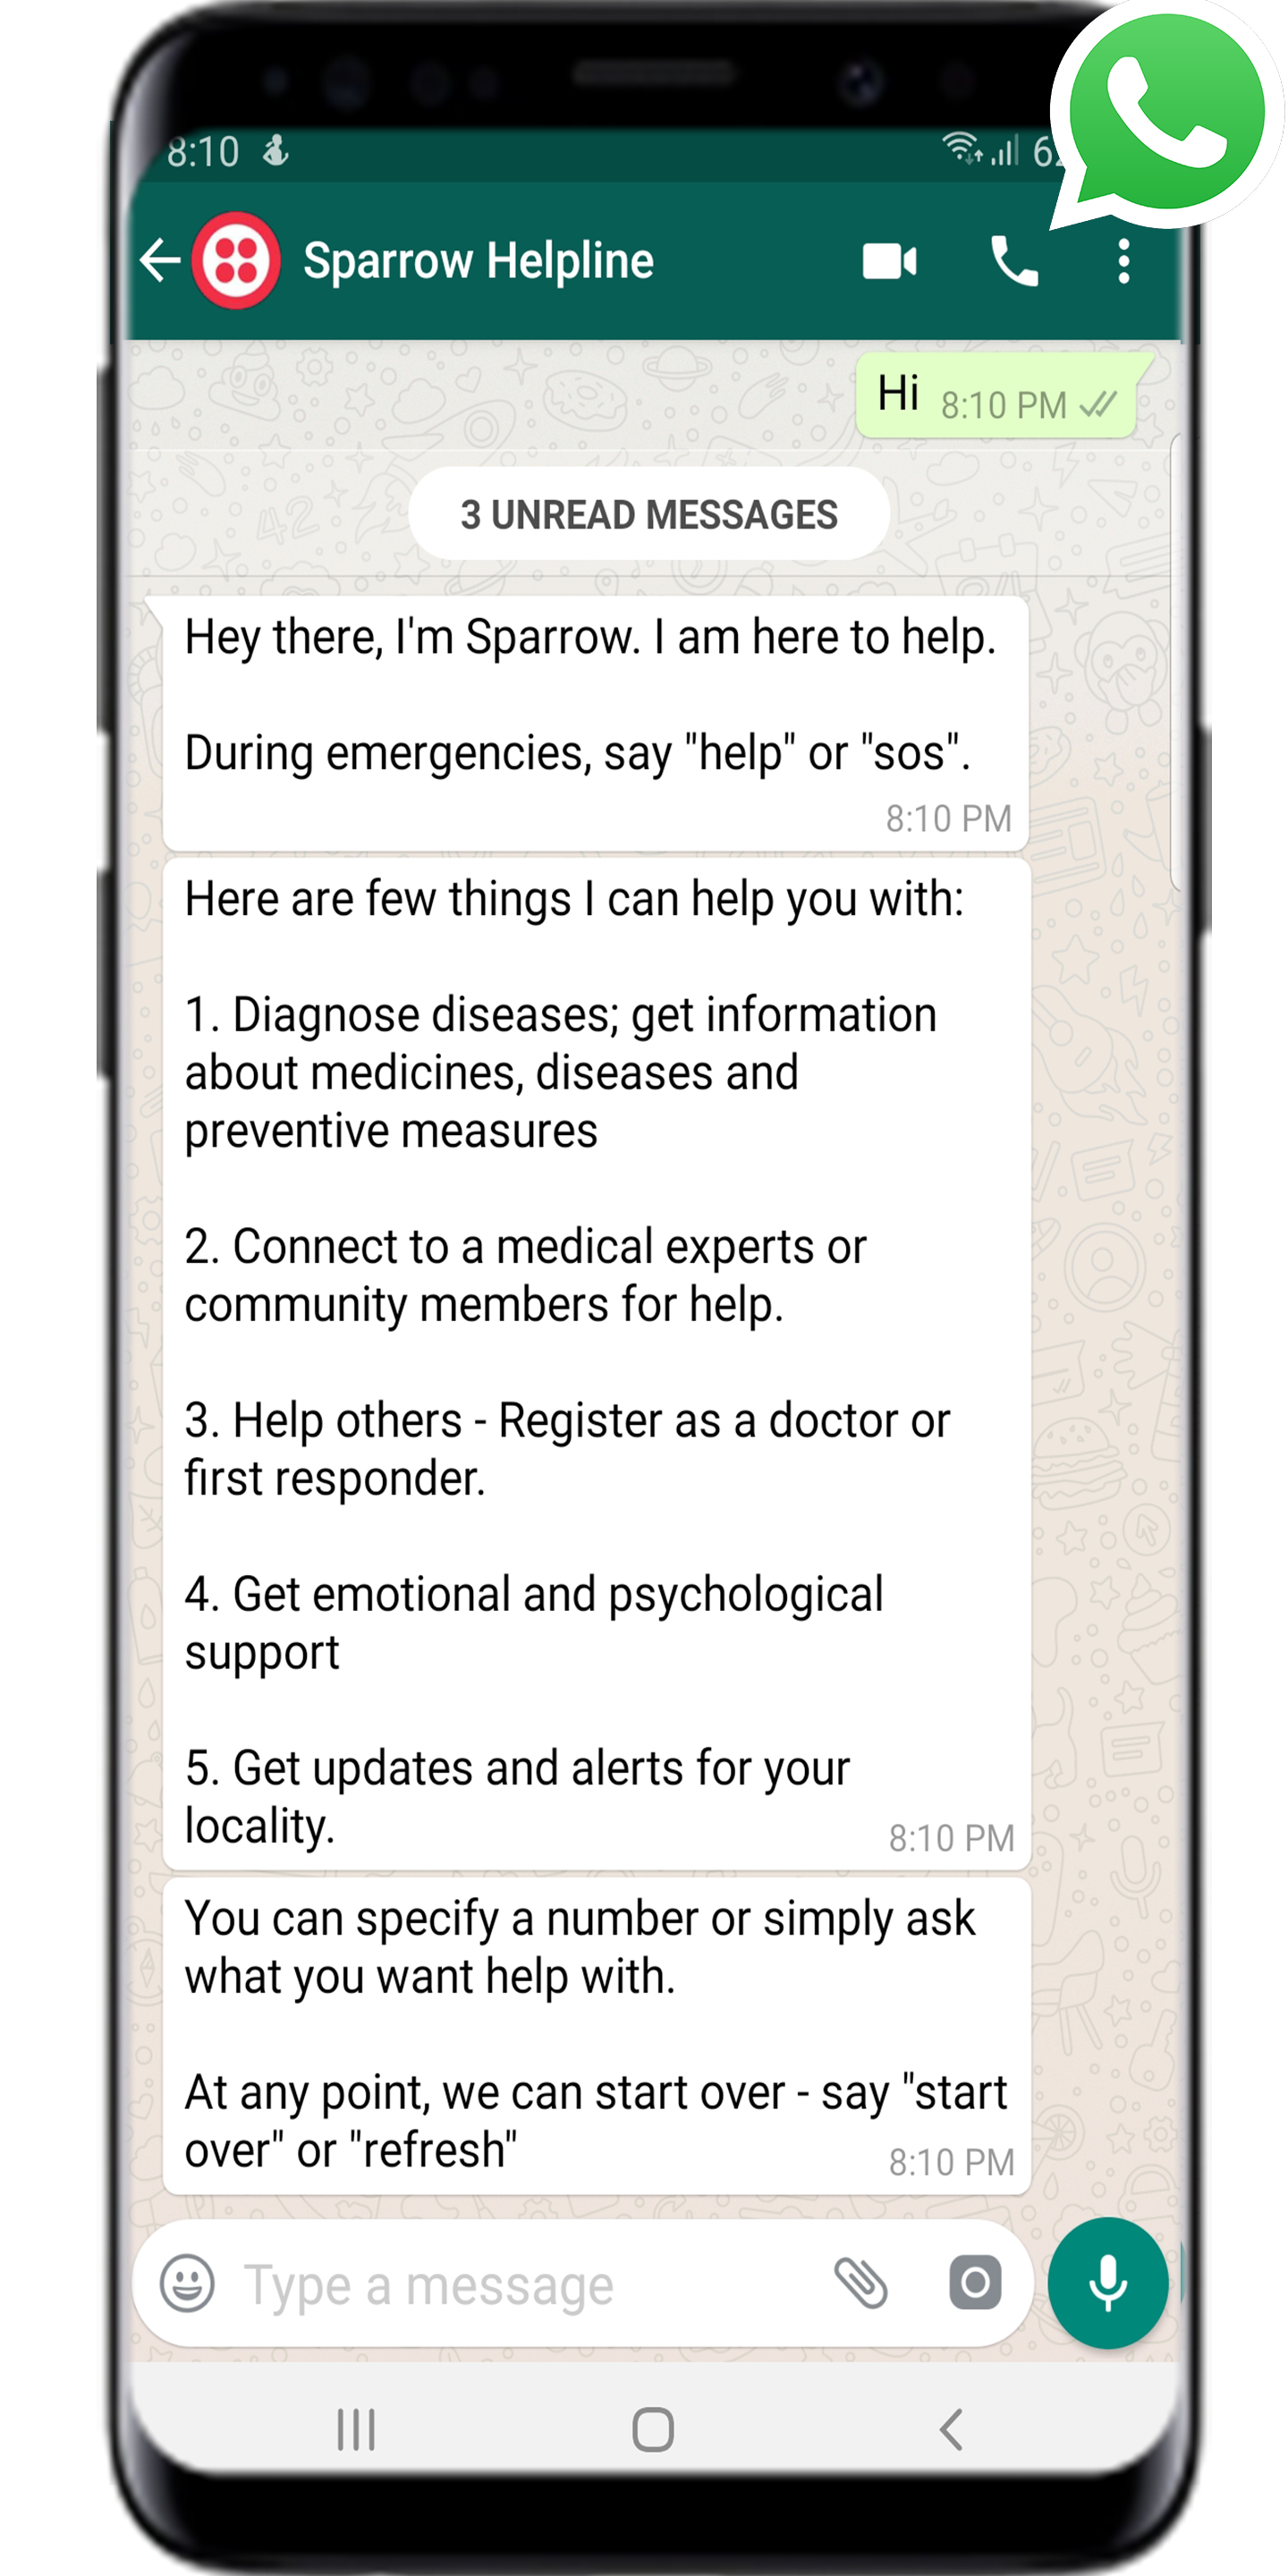 8:10
Sparrow Helpline
Hi 8:10 PM
3 UNREAD MESSAGES
Hey there, I'm Sparrow. I am here to help.
During emergencies, say "help" or "sos".
8:10 PM
Here are few things I can help you with:
1. Diagnose diseases; get information
about medicines, diseases and
preventive measures
2. Connect to a medical experts or
community members for help.
3. Help others - Register as a doctor or
first responder.
4. Get emotional and psychological
support
5. Get updates and alerts for your
locality.
8:10 PM
You can specify a number or simply ask
what you want help with.
At any point, we can start over - say "start
over" or "refresh"
8:10 PM
Type a message